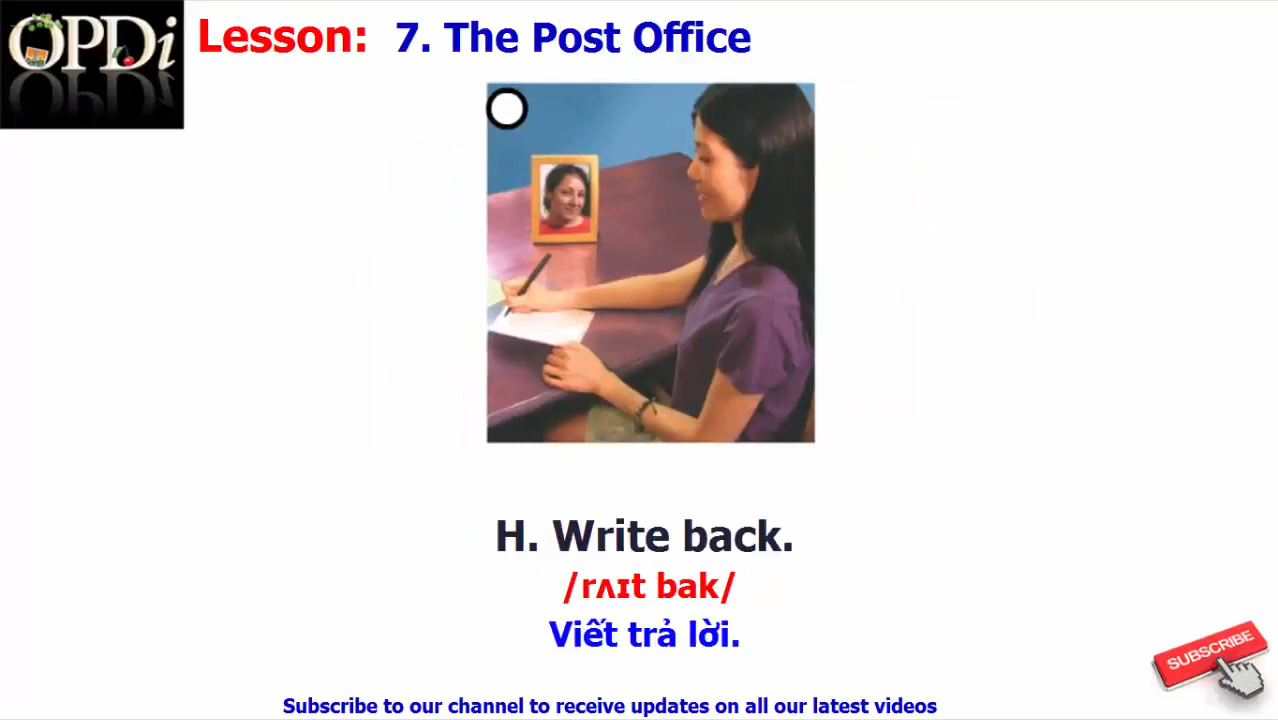 OPDi
Lesson: 7. The Post Office
H. Write back.
/rʌɪt bak/
Viết trả lời.
SUBSCRIBE
Subscribe to our channel to receive updates on all our latest videos